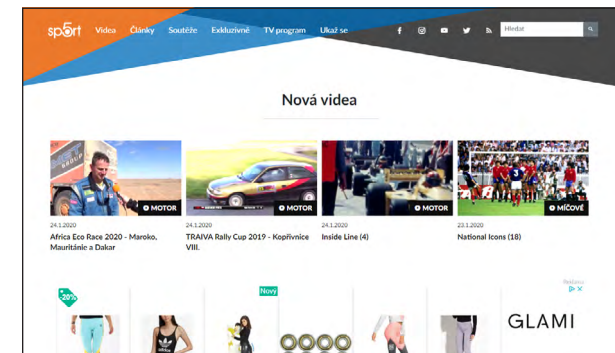 sp5rt Videa Články Soutěže Exkluzivně TV program Ukaž se Hledat
Nová videa
MOTOR MOTOR MOTOR MÍČOVÉ
24.1.2020 24.1.2020 24.1.2020 23.1.2020
Africa Eco Race 2020 - Maroko, Mauritánie a Dakar
TRAIVA Rally Cup 2019 - Kopřivnice VIII.
Inside Line (4)
National Icons (18)
Reklama
-20%
Nový
GLAMI